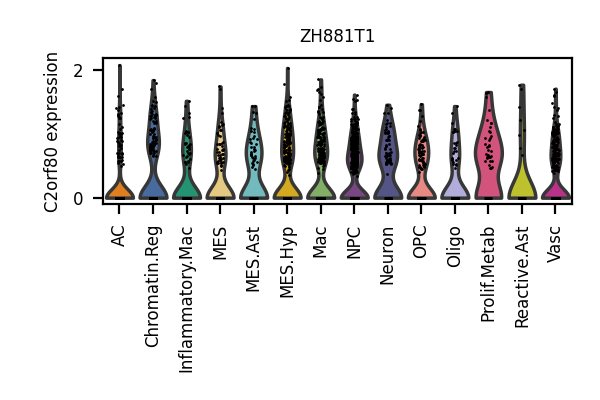 ZH881T1
C2orf80 expression
2
0
AC
Chromatin.Reg
Inflammatory.Mac
MES
MES.Ast
MES.Hyp
Mac
NPC
Neuron
OPC
Oligo
Prolif.Metab
Reactive.Ast
Vasc